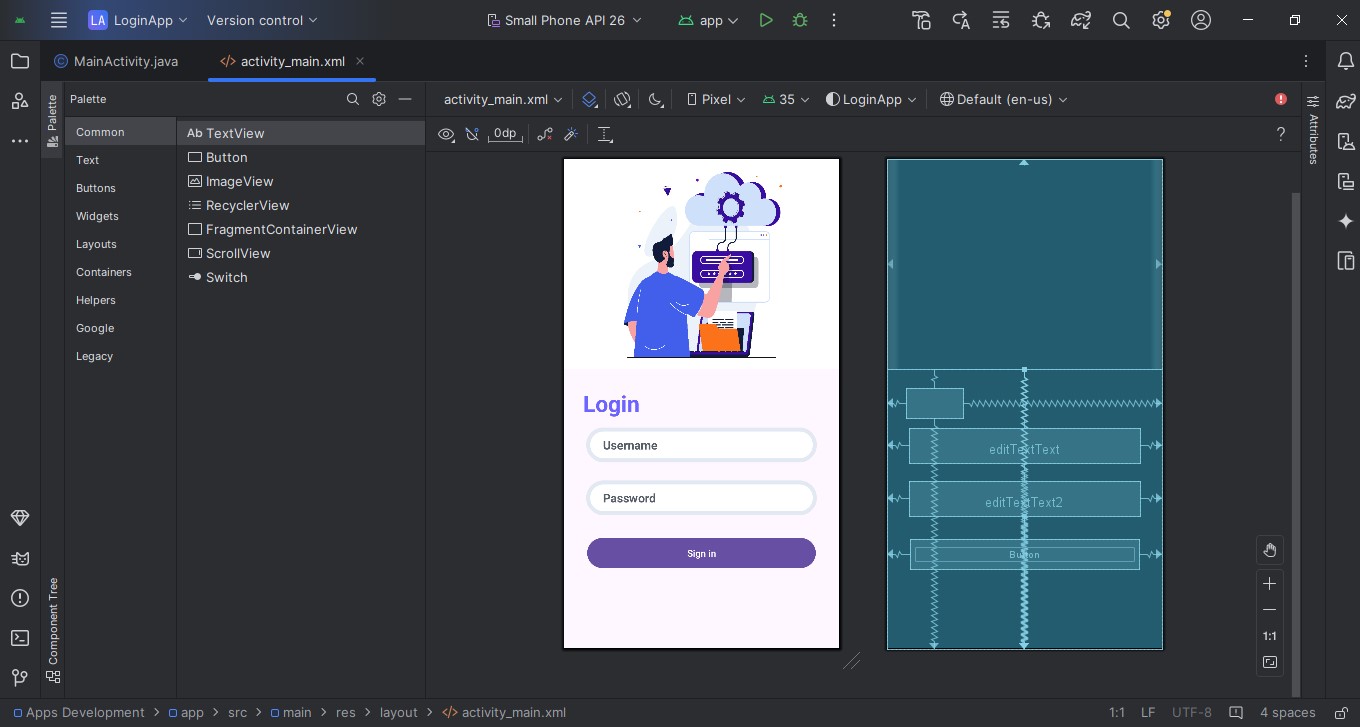 LA LoginApp Version control Small Phone API 26 app
MainActivity.java activity_main.xml
Palette
Palette activity_main.xml Pixel 35 LoginApp Default (en-us)
Attributes
Common
Text
Buttons
Widgets
Layouts
Containers
Helpers
Google
Legacy
Ab TextView
Button
ImageView
RecyclerView
FragmentContainerView
ScrollView
Switch
0dp ?
Login
Username
Password
Sign in
editTextText
editTextText2
Button
1:1
Component Tree
Apps Development > app > src > main > res > layout > activity_main.xml 1:1 LF UTF-8 4 spaces